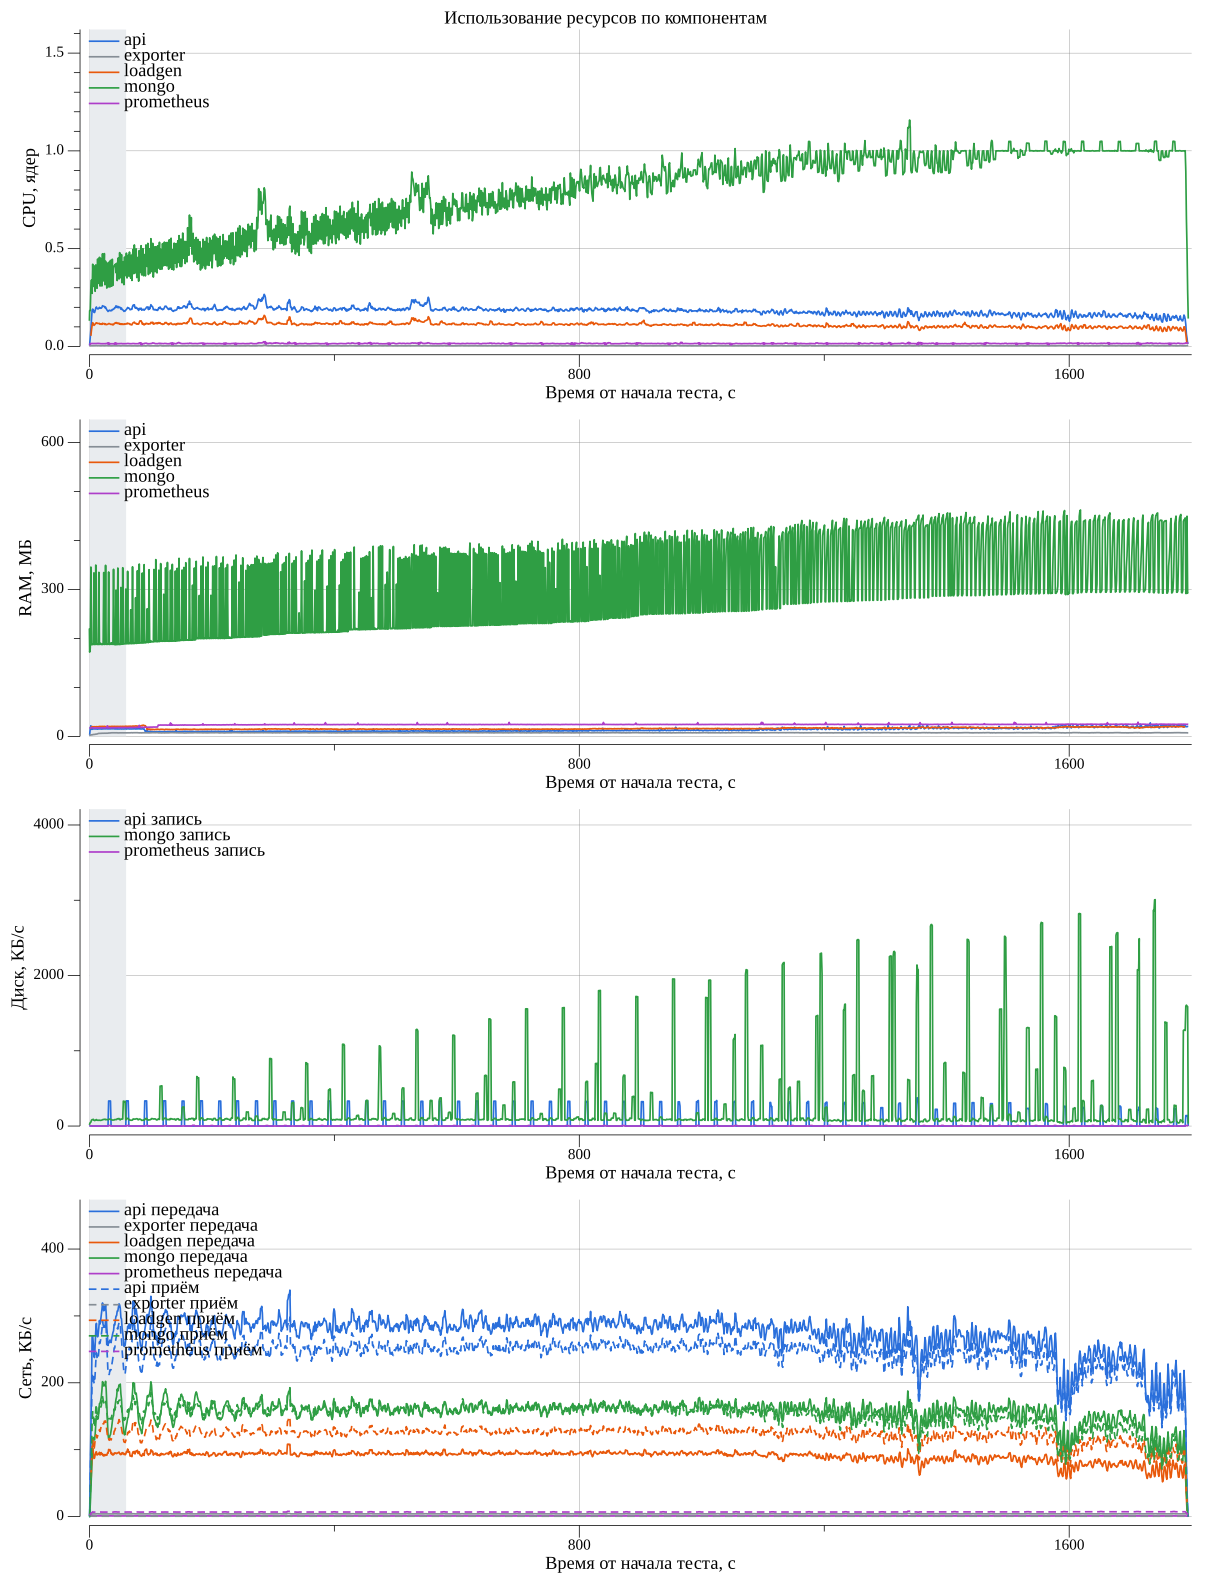 Использование ресурсов по компонентам
api
exporter
loadgen
mongo
prometheus
1.5
1.0
0.5
0.0
CPU, ядер
0
800
1600
Время от начала теста, с
api
exporter
loadgen
mongo
prometheus
600
300
0
RAM, МБ
0
800
1600
Время от начала теста, с
api запись
mongo запись
prometheus запись
4000
2000
0
Диск, КБ/с
0
800
1600
Время от начала теста, с
api передача
exporter передача
loadgen передача
mongo передача
prometheus передача
api приём
exporter приём
loadgen приём
mongo приём
prometheus приём
400
200
0
Сеть, КБ/с
0
800
1600
Время от начала теста, с